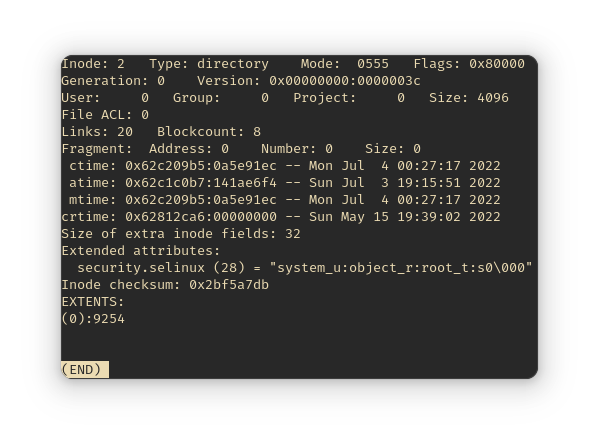 Inode: 2   Type: directory    Mode:  0555   Flags: 0x80000
Generation: 0    Version: 0x00000000:0000003c
User:     0   Group:     0   Project:     0   Size: 4096
File ACL: 0
Links: 20   Blockcount: 8
Fragment:  Address: 0    Number: 0    Size: 0
 ctime: 0x62c209b5:0a5e91ec -- Mon Jul  4 00:27:17 2022
 atime: 0x62c1c0b7:141ae6f4 -- Sun Jul  3 19:15:51 2022
 mtime: 0x62c209b5:0a5e91ec -- Mon Jul  4 00:27:17 2022
crtime: 0x62812ca6:00000000 -- Sun May 15 19:39:02 2022
Size of extra inode fields: 32
Extended attributes:
  security.selinux (28) = "system_u:object_r:root_t:s0\000"
Inode checksum: 0x2bf5a7db
EXTENTS:
(0):9254
(END)